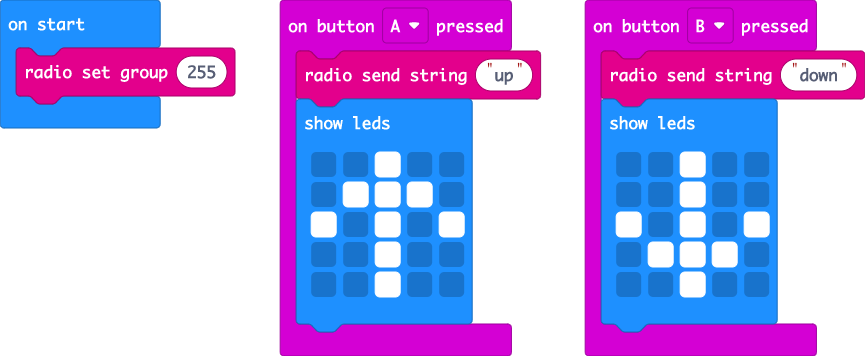 on start
radio set group 255
on button A pressed
radio send string "up"
show leds
on button B pressed
radio send string "down"
show leds